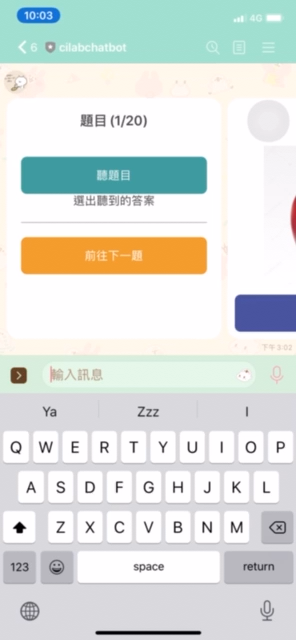 10:03
4G
6 cilabchatbot
題目 (1/20)
聽題目
選出聽到的答案
前往下一題
下午 3:02
輸入訊息
Ya Zzz I
Q W E R T Y U I O P
A S D F G H J K L
Z X C V B N M
123 space return